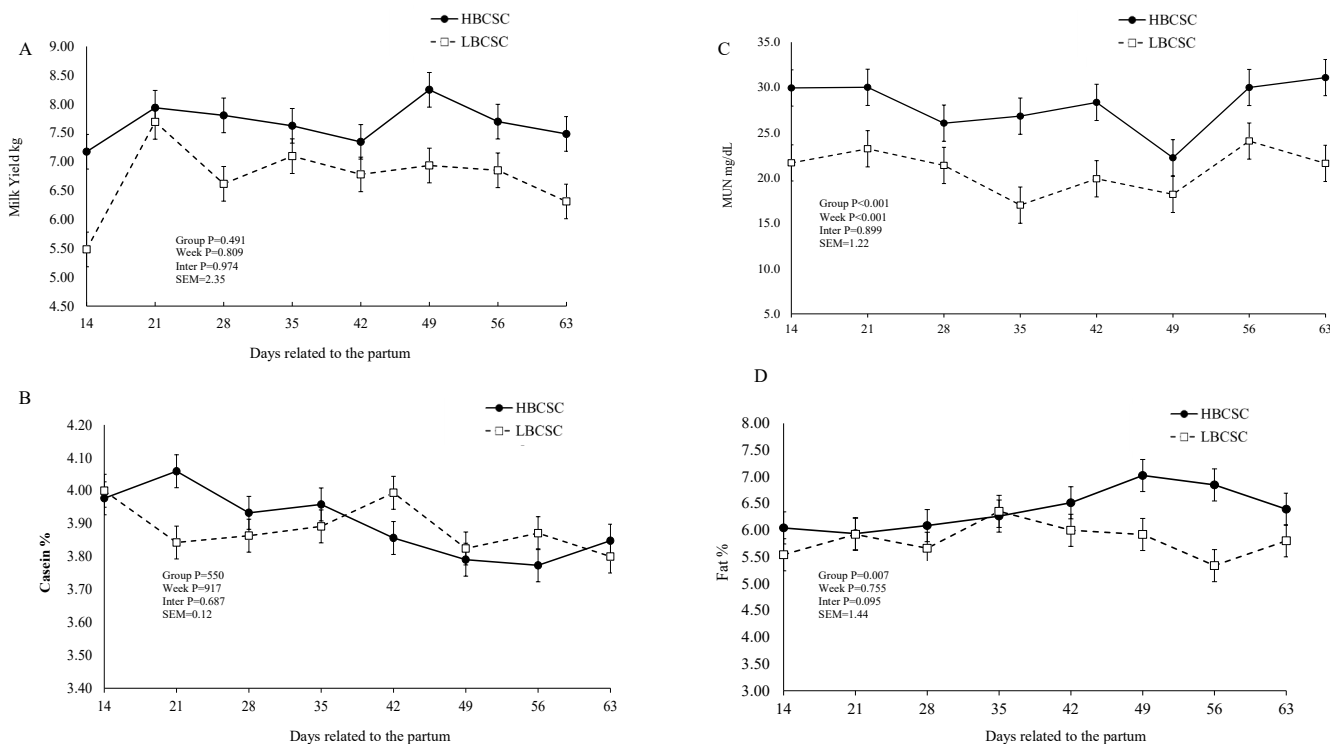 A
HBCSC
LBCSC
Milk Yield kg
9.00
8.50
8.00
7.50
7.00
6.50
6.00
5.50
5.00
4.50
Group P=0.491
Week P=0.809
Inter P=0.974
SEM=2.35
14 21 28 35 42 49 56 63
Days related to the partum
C
HBCSC
LBCSC
MUN mg/dL
35.0
30.0
25.0
20.0
15.0
10.0
5.0
Group P<0.001
Week P<0.001
Inter P=0.899
SEM=1.22
14 21 28 35 42 49 56 63
B
HBCSC
LBCSC
Casein %
4.20
4.10
4.00
3.90
3.80
3.70
3.60
3.50
3.40
Group P=550
Week P=917
Inter P=0.687
SEM=0.12
14 21 28 35 42 49 56 63
Days related to the partum
D
HBCSC
LBCSC
Fat %
8.00
7.50
7.00
6.50
6.00
5.50
5.00
4.50
4.00
3.50
3.00
Group P=0.007
Week P=0.755
Inter P=0.095
SEM=1.44
14 21 28 35 42 49 56 63
Days related to the partum